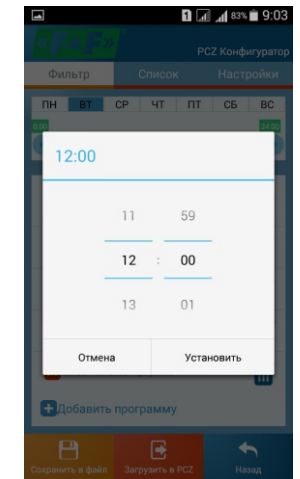 1 83% 9:03
F&F
PCZ Конфигуратор
Фильтр Список Настройки
ПН ВТ СР ЧТ ПТ СБ ВС
0:00 24:00
12:00
11 59
12 : 00
13 01
Отмена Установить
Добавить программу
Сохранить в файл Загрузить в PCZ Назад